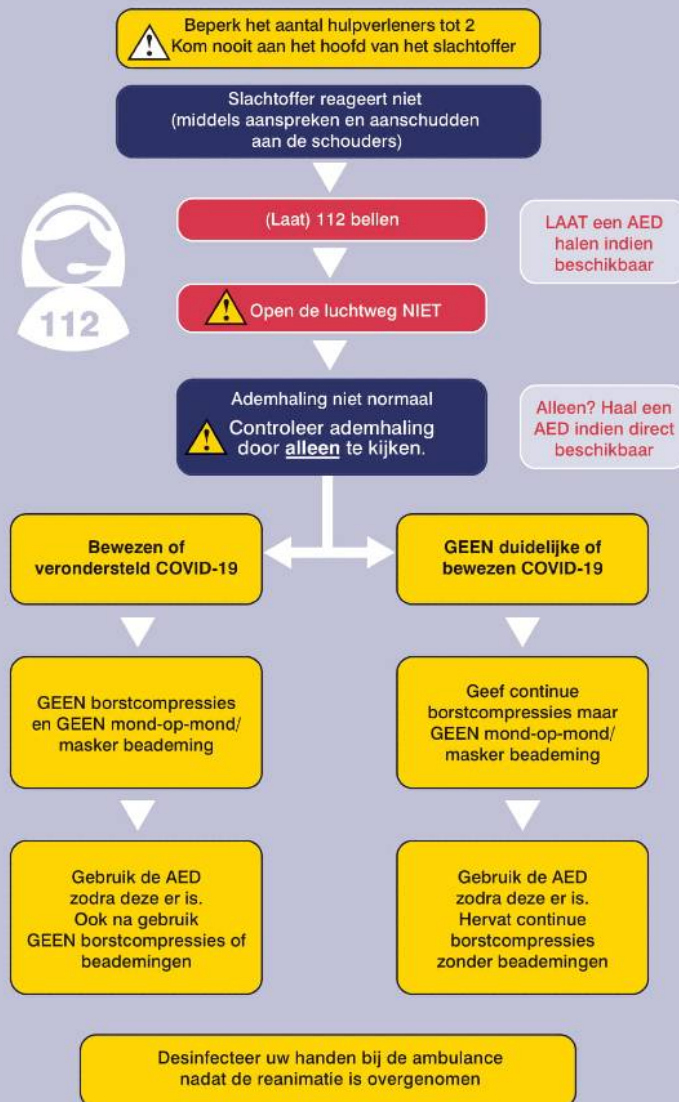 Beperk het aantal hulpverleners tot 2
Kom nooit aan het hoofd van het slachtoffer
Slachtoffer reageert niet
(middels aanspreken en aanschudden
aan de schouders)
(Laat) 112 bellen
LAAT een AED
halen indien
beschikbaar
112
Open de luchtweg NIET
Ademhaling niet normaal
Controleer ademhaling
door alleen te kijken.
Alleen? Haal een
AED indien direct
beschikbaar
Bewezen of
verondersteld COVID-19
GEEN duidelijke of
bewezen COVID-19
GEEN borstcompressies
en GEEN mond-op-mond/
masker beademing
Geef continue
borstcompressies maar
GEEN mond-op-mond/
masker beademing
Gebruik de AED
zodra deze er is.
Ook na gebruik
GEEN borstcompressies of
beademingen
Gebruik de AED
zodra deze er is.
Hervat continue
borstcompressies
zonder beademingen
Desinfecteer uw handen bij de ambulance
nadat de reanimatie is overgenomen